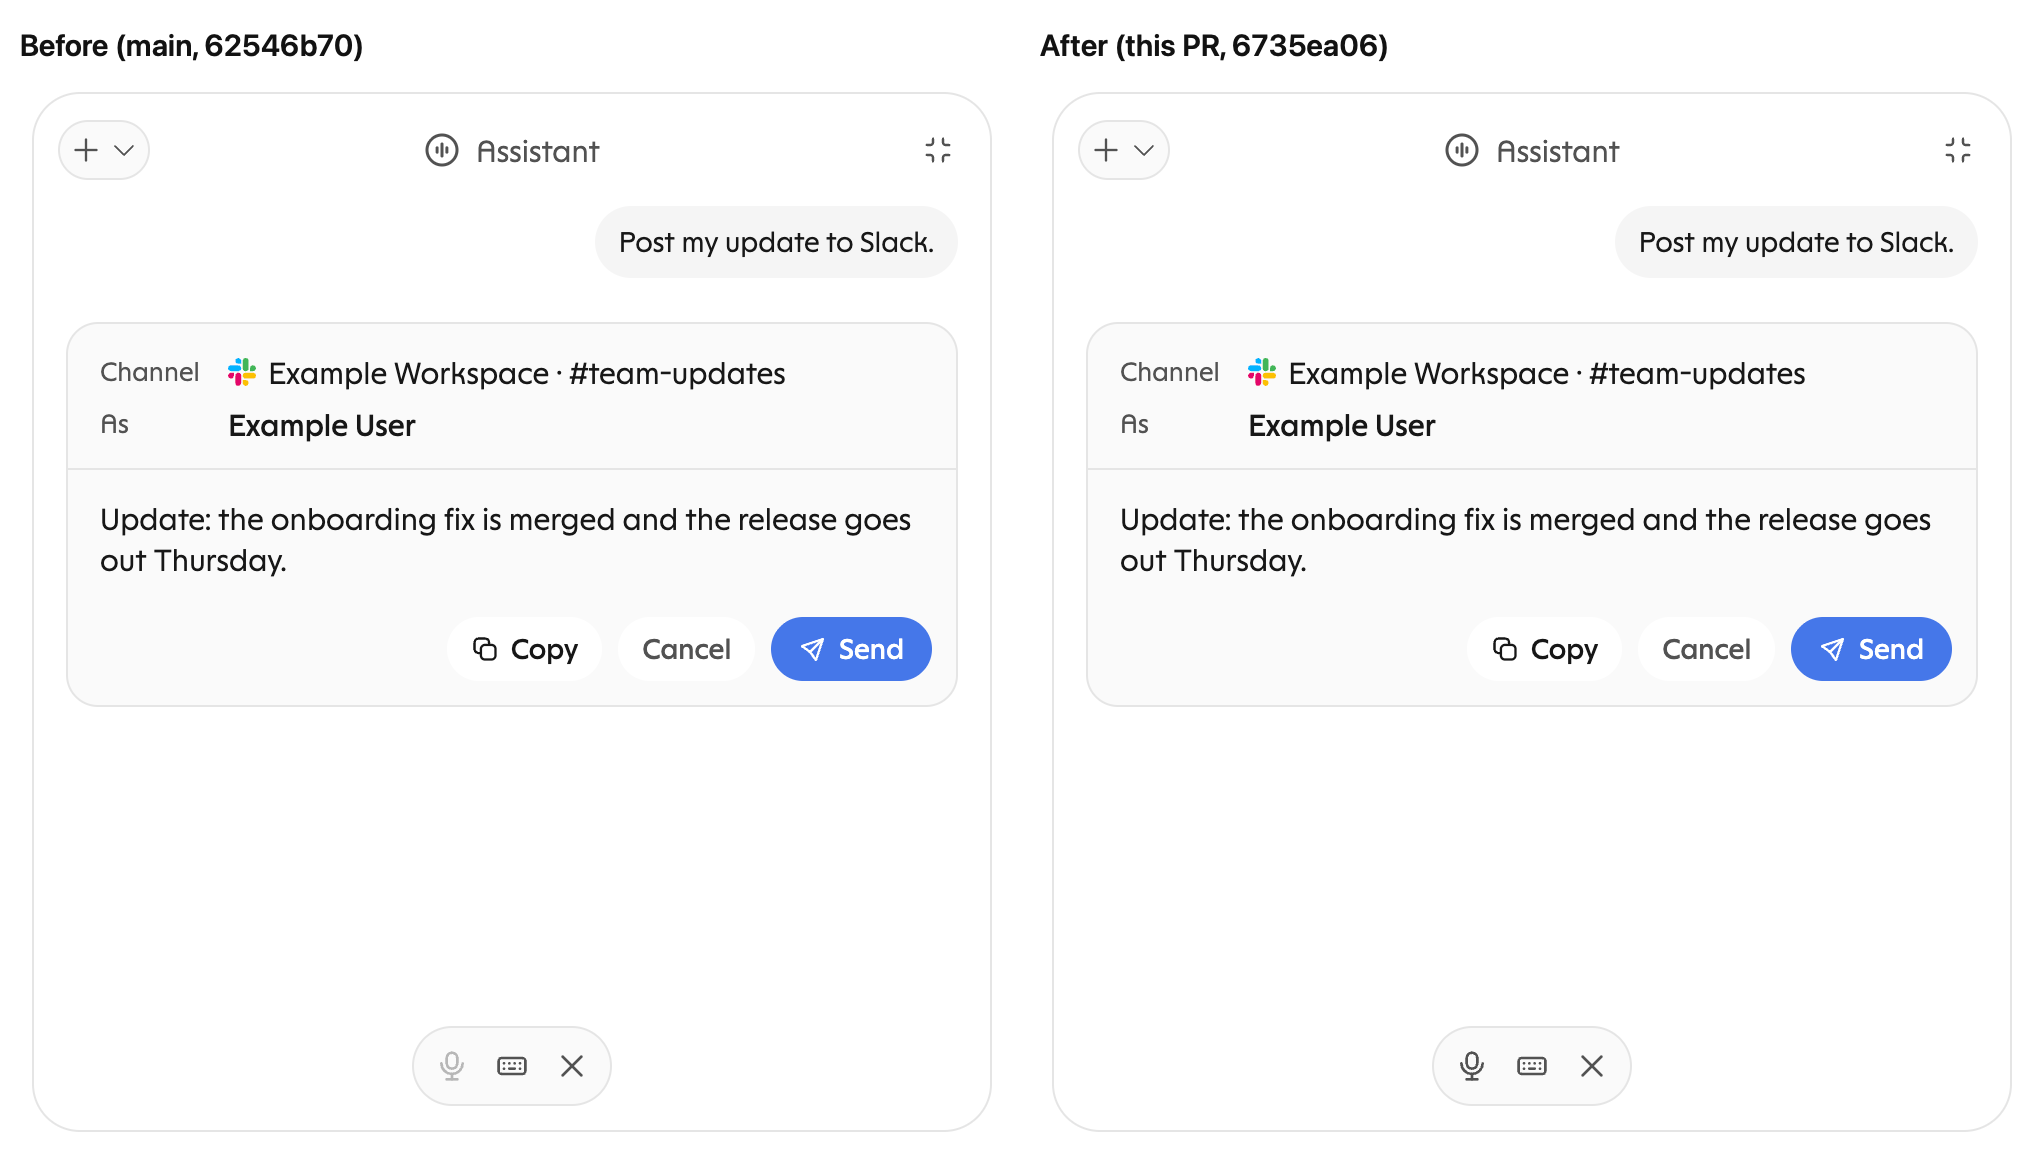 Before (main, 62546b70)
Assistant
Post my update to Slack.
Channel Example Workspace · #team-updates
As Example User
Update: the onboarding fix is merged and the release goes
out Thursday.
Copy Cancel Send
After (this PR, 6735ea06)
Assistant
Post my update to Slack.
Channel Example Workspace · #team-updates
As Example User
Update: the onboarding fix is merged and the release goes
out Thursday.
Copy Cancel Send